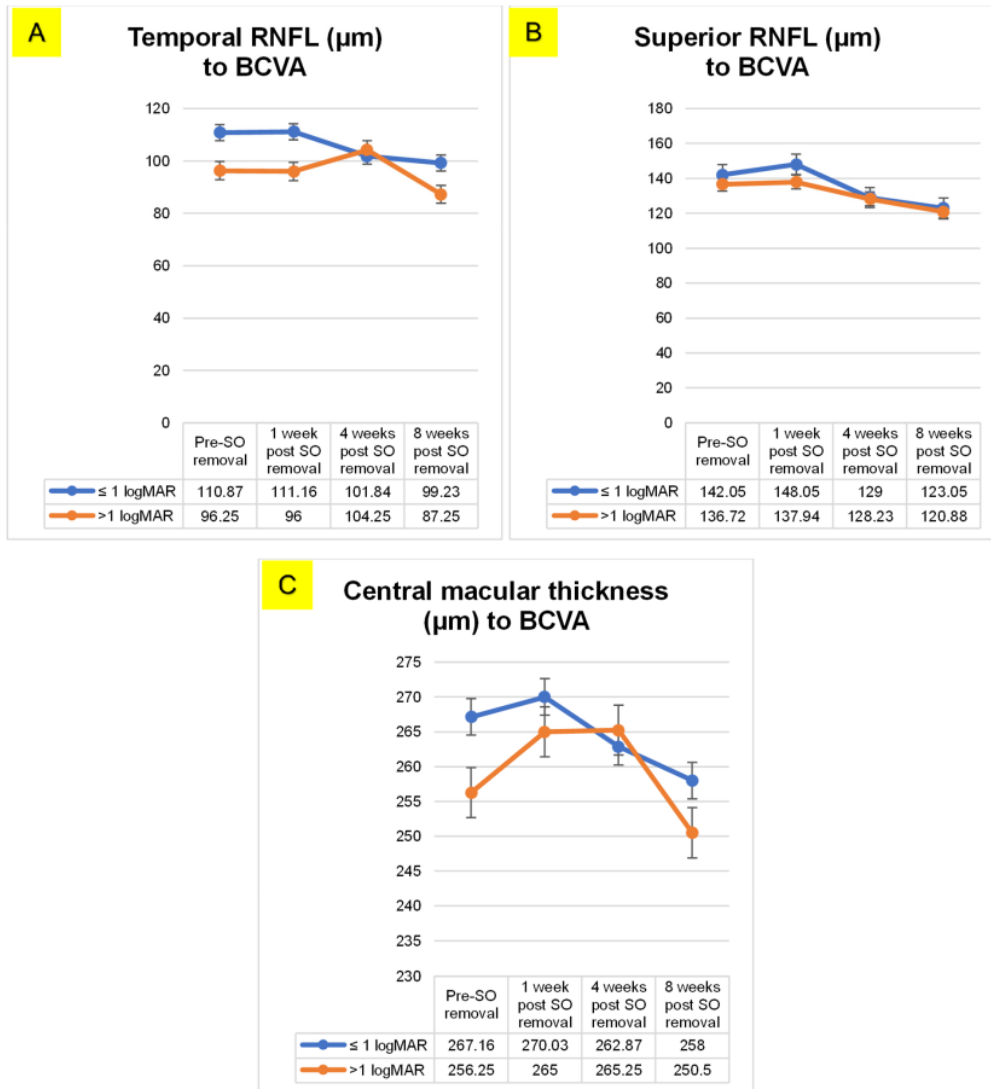 A
Temporal RNFL (µm)
to BCVA
120
100
80
60
40
20
0
Pre-SO removal 1 week post SO removal 4 weeks post SO removal 8 weeks post SO removal
≤ 1 logMAR 110.87 111.16 101.84 99.23
>1 logMAR 96.25 96 104.25 87.25
B
Superior RNFL (µm)
to BCVA
180
160
140
120
100
80
60
40
20
0
Pre-SO removal 1 week post SO removal 4 weeks post SO removal 8 weeks post SO removal
≤ 1 logMAR 142.05 148.05 129 123.05
>1 logMAR 136.72 137.94 128.23 120.88
C
Central macular thickness
(µm) to BCVA
275
270
265
260
255
250
245
240
235
230
Pre-SO removal 1 week post SO removal 4 weeks post SO removal 8 weeks post SO removal
≤ 1 logMAR 267.16 270.03 262.87 258
>1 logMAR 256.25 265 265.25 250.5